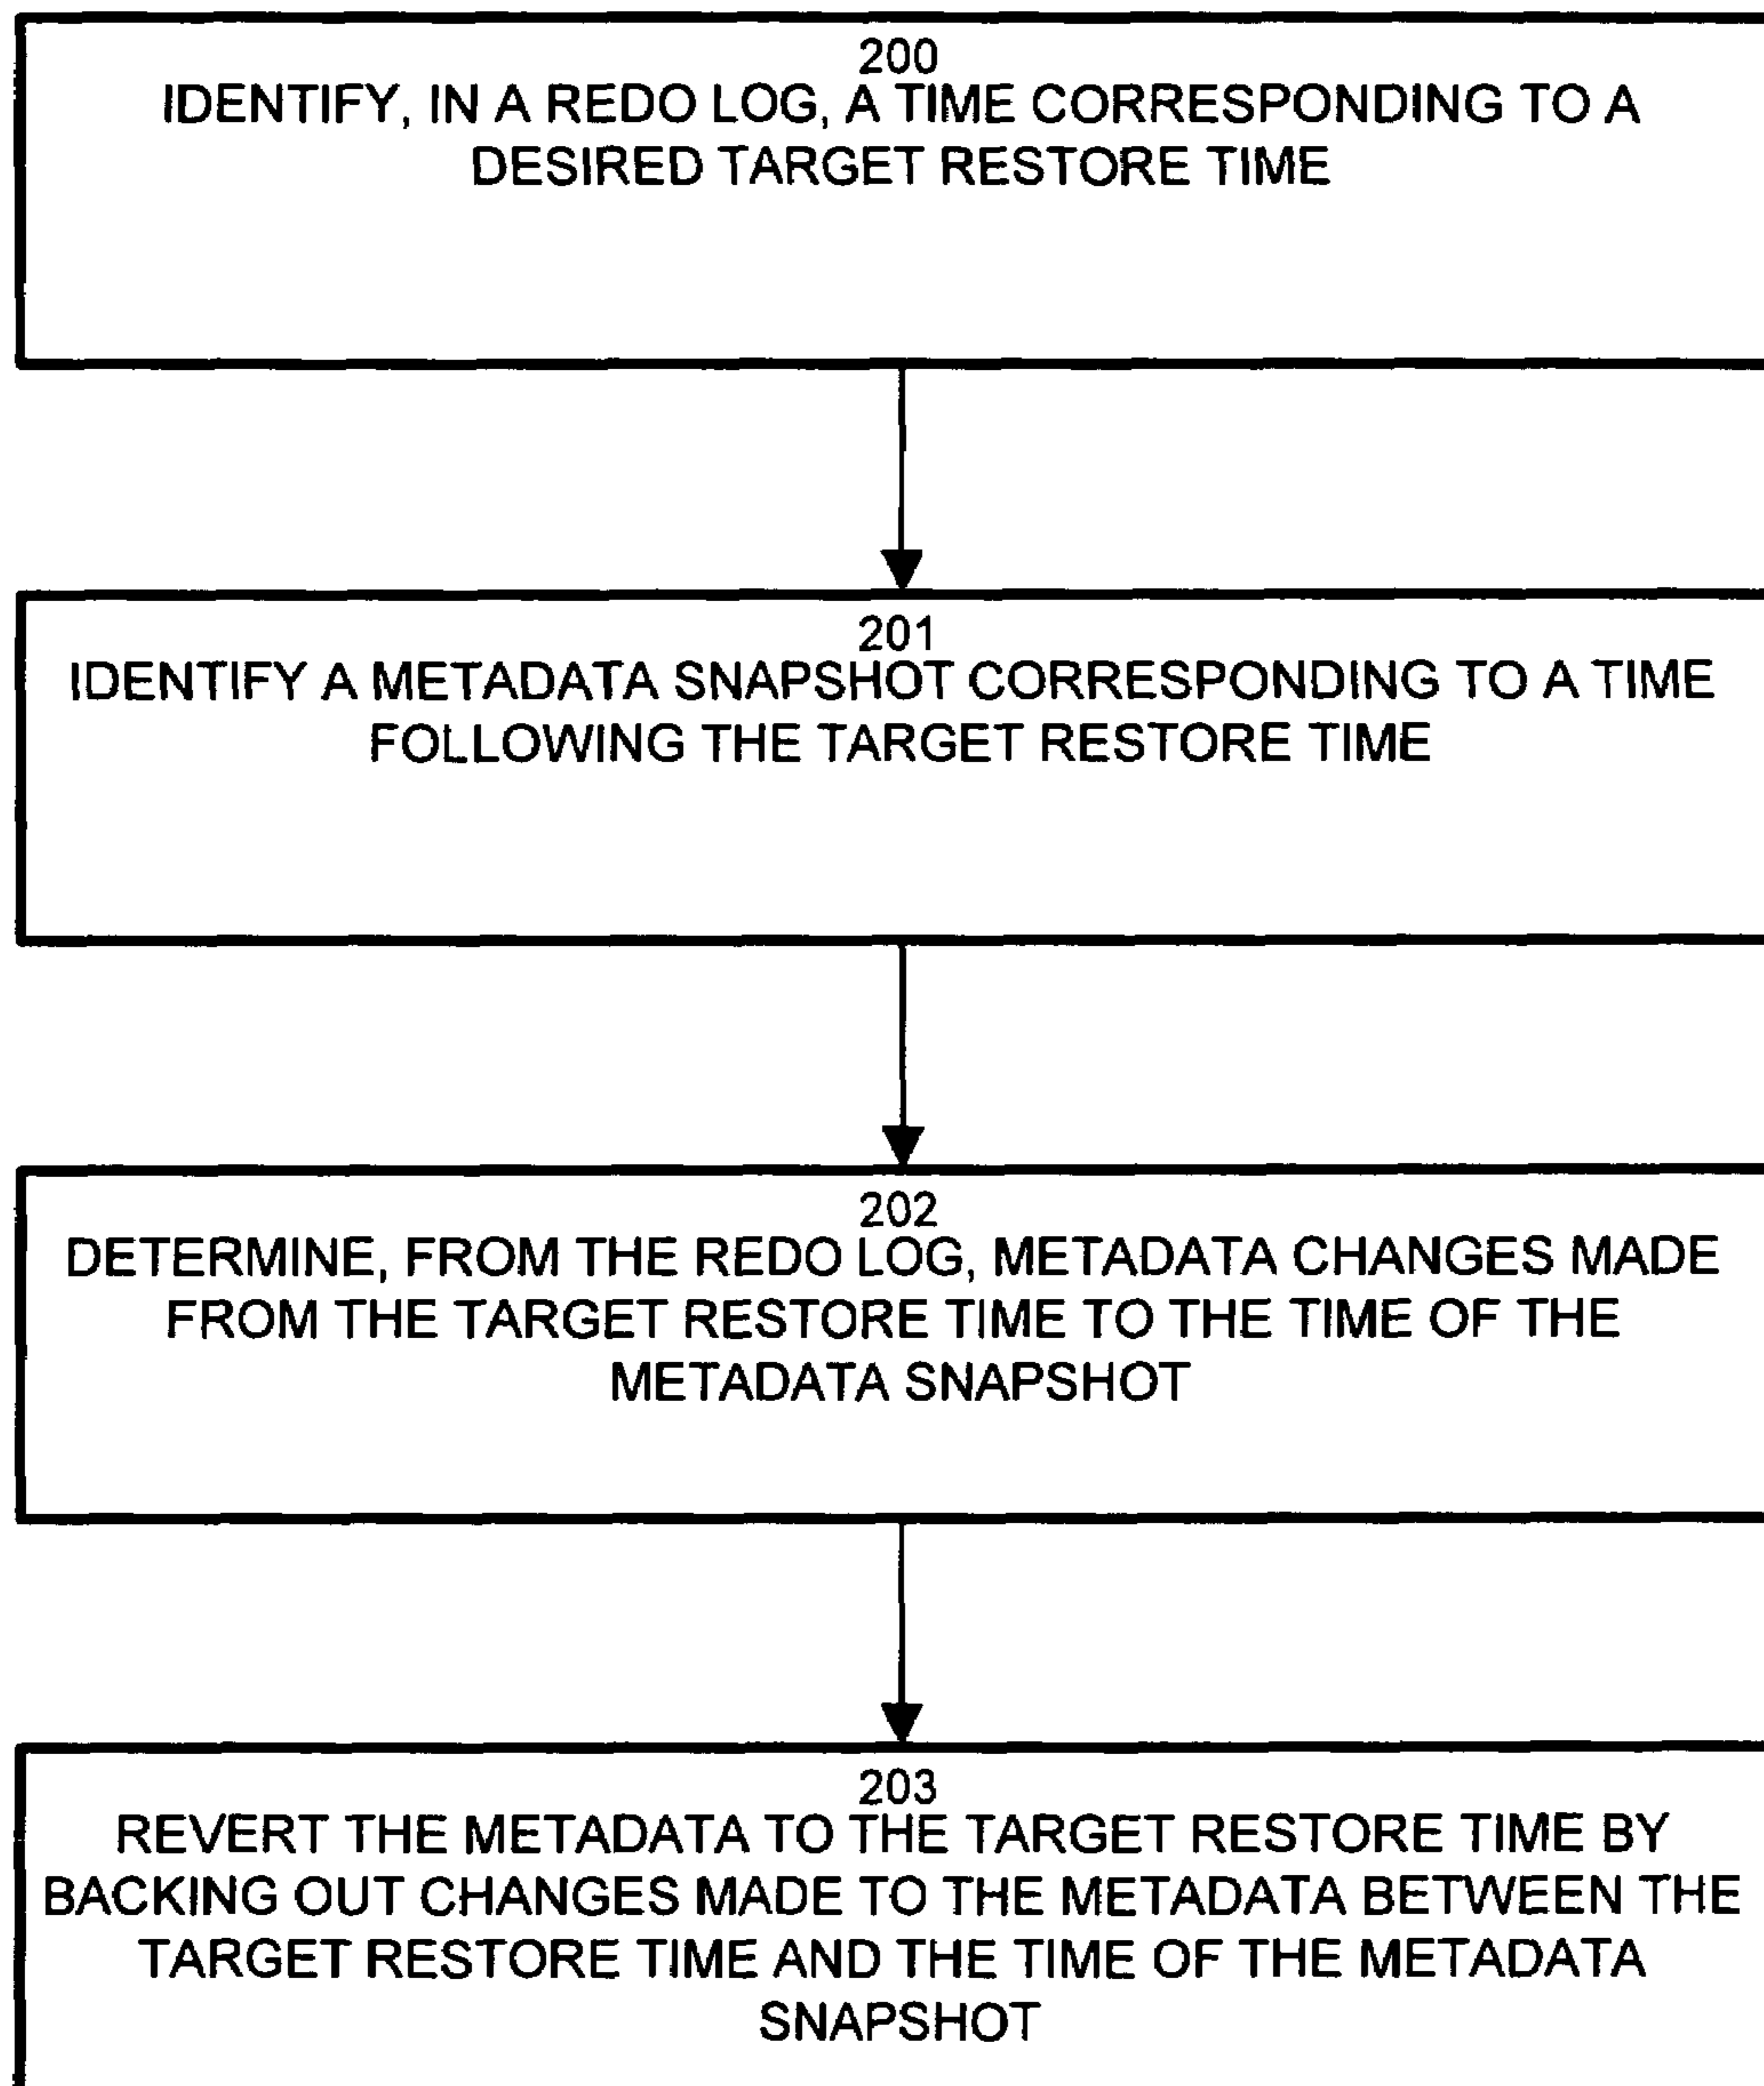 200
IDENTIFY, IN A REDO LOG, A TIME CORRESPONDING TO A
DESIRED TARGET RESTORE TIME
201
IDENTIFY A METADATA SNAPSHOT CORRESPONDING TO A TIME
FOLLOWING THE TARGET RESTORE TIME
202
DETERMINE, FROM THE REDO LOG, METADATA CHANGES MADE
FROM THE TARGET RESTORE TIME TO THE TIME OF THE
METADATA SNAPSHOT
203
REVERT THE METADATA TO THE TARGET RESTORE TIME BY
BACKING OUT CHANGES MADE TO THE METADATA BETWEEN THE
TARGET RESTORE TIME AND THE TIME OF THE METADATA
SNAPSHOT